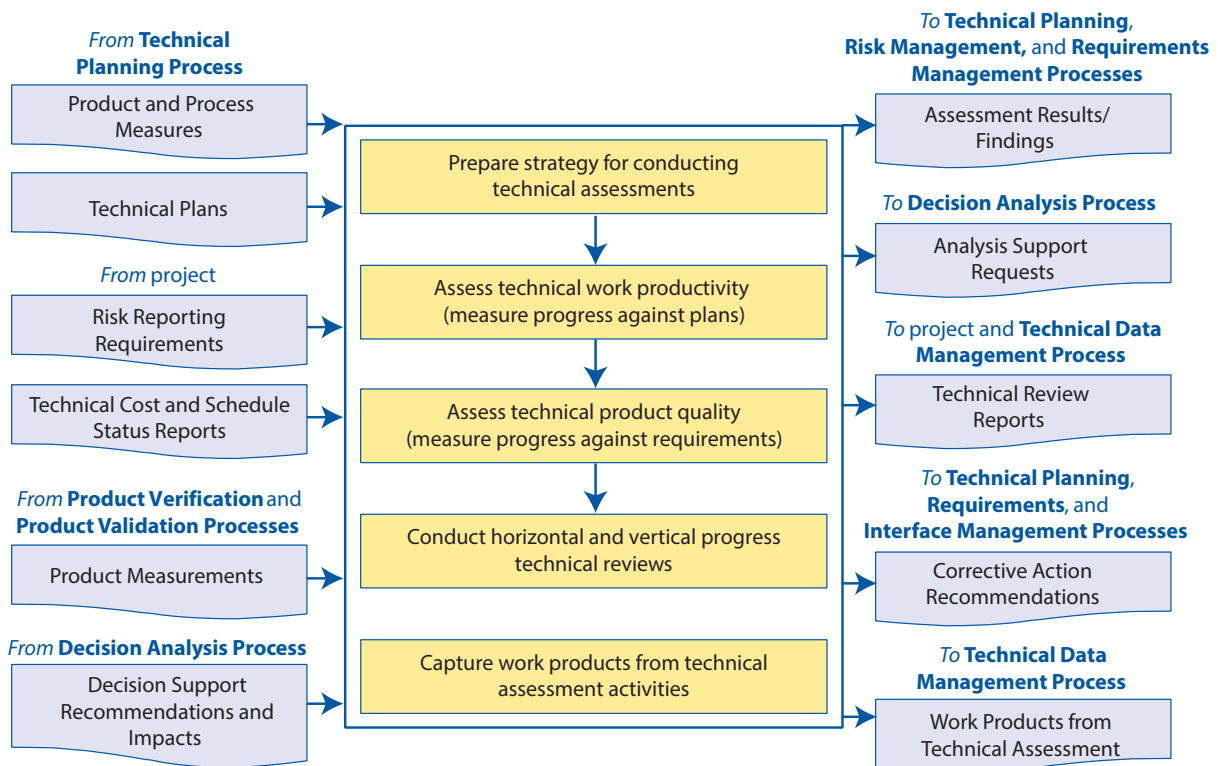 From Technical
Planning Process
Product and Process
Measures
Technical Plans
From project
Risk Reporting
Requirements
Technical Cost and Schedule
Status Reports
From Product Verification and
Product Validation Processes
Product Measurements
From Decision Analysis Process
Decision Support
Recommendations and
Impacts
Prepare strategy for conducting
technical assessments
Assess technical work productivity
(measure progress against plans)
Assess technical product quality
(measure progress against requirements)
Conduct horizontal and vertical progress
technical reviews
Capture work products from technical
assessment activities
To Technical Planning,
Risk Management, and Requirements
Management Processes
Assessment Results/
Findings
To Decision Analysis Process
Analysis Support
Requests
To project and Technical Data
Management Process
Technical Review
Reports
To Technical Planning,
Requirements, and
Interface Management Processes
Corrective Action
Recommendations
To Technical Data
Management Process
Work Products from
Technical Assessment